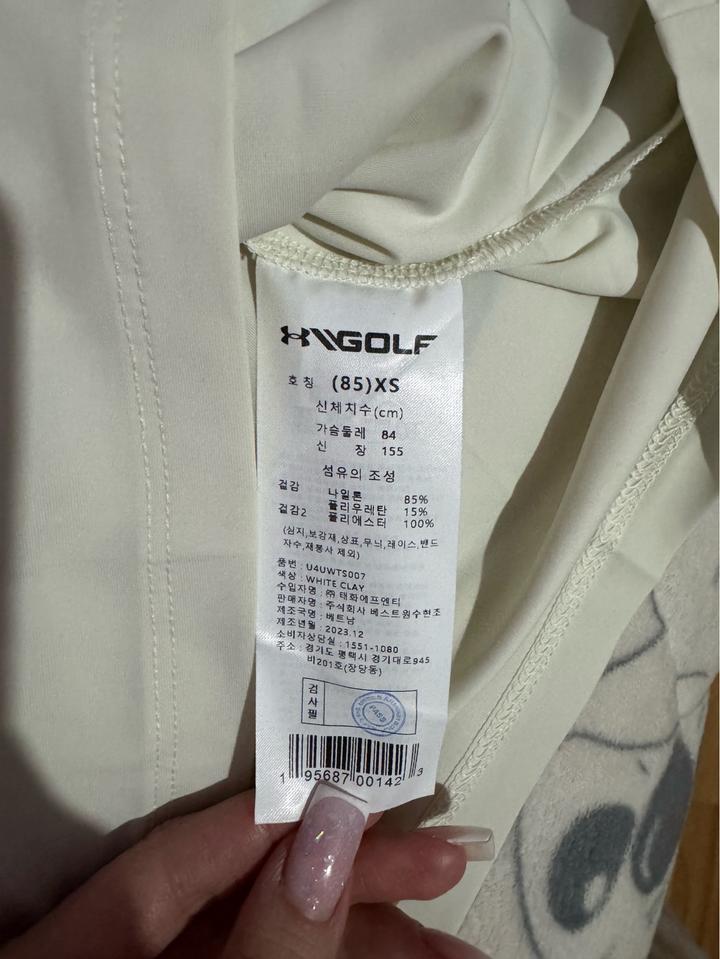 GOLF
호칭 (85)XS
신체치수(cm)
가슴둘레 84
신 장 155
섬유의 조성
겉감 나일론 85%
폴리우레탄 15%
겉감2 폴리에스터 100%
(심지,보강재,상표,무늬,레이스,밴드
자수,재봉사 제외)
품번 : U4UWTS007
색상 : WHITE CLAY
수입자명 : ㈜ 태화에프엔티
판매자명 : 주식회사 베스트원수현조
제조국명 : 베트남
제조년월 : 2023.12
소비자상담실 : 1551-1080
주소 : 경기도 평택시 경기대로945
비201호(장당동)
검사필
PASS
1 95687 00142 3